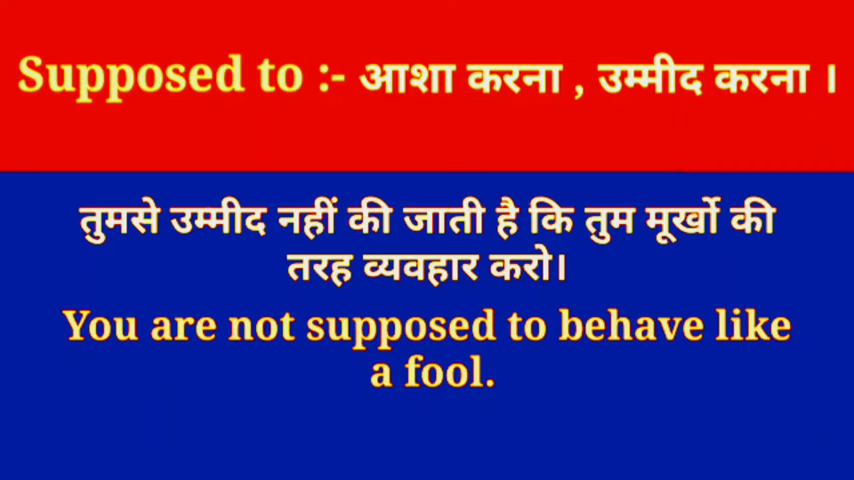 Supposed to :- आशा करना , उम्मीद करना ।
तुमसे उम्मीद नहीं की जाती है कि तुम मूर्खो की
तरह व्यवहार करो।
You are not supposed to behave like
a fool.